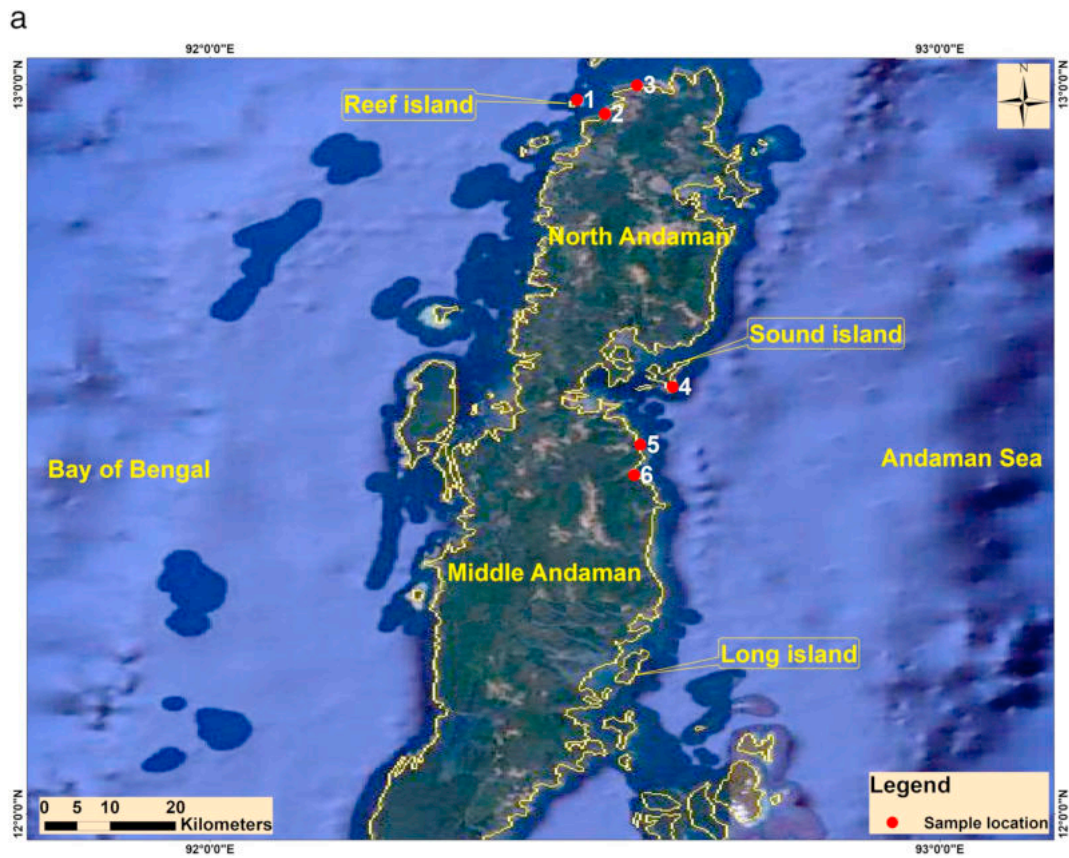 a
92°0'0"E 93°0'0"E
13°0'0"N 13°0'0"N
N
Reef island 1 3
2
North Andaman
Sound island
4
5
Bay of Bengal Andaman Sea
6
Middle Andaman
Long island
Legend
Sample location
0 5 10 20
Kilometers
12°0'0"N 12°0'0"N
92°0'0"E 93°0'0"E